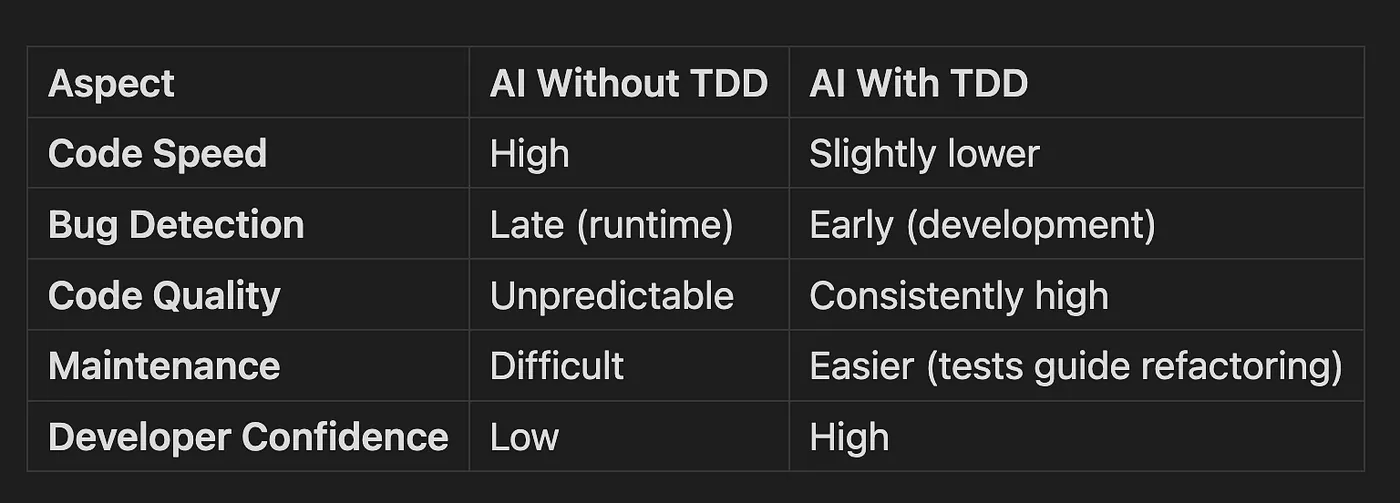 Aspect AI Without TDD AI With TDD
Code Speed High Slightly lower
Bug Detection Late (runtime) Early (development)
Code Quality Unpredictable Consistently high
Maintenance Difficult Easier (tests guide refactoring)
Developer Confidence Low High